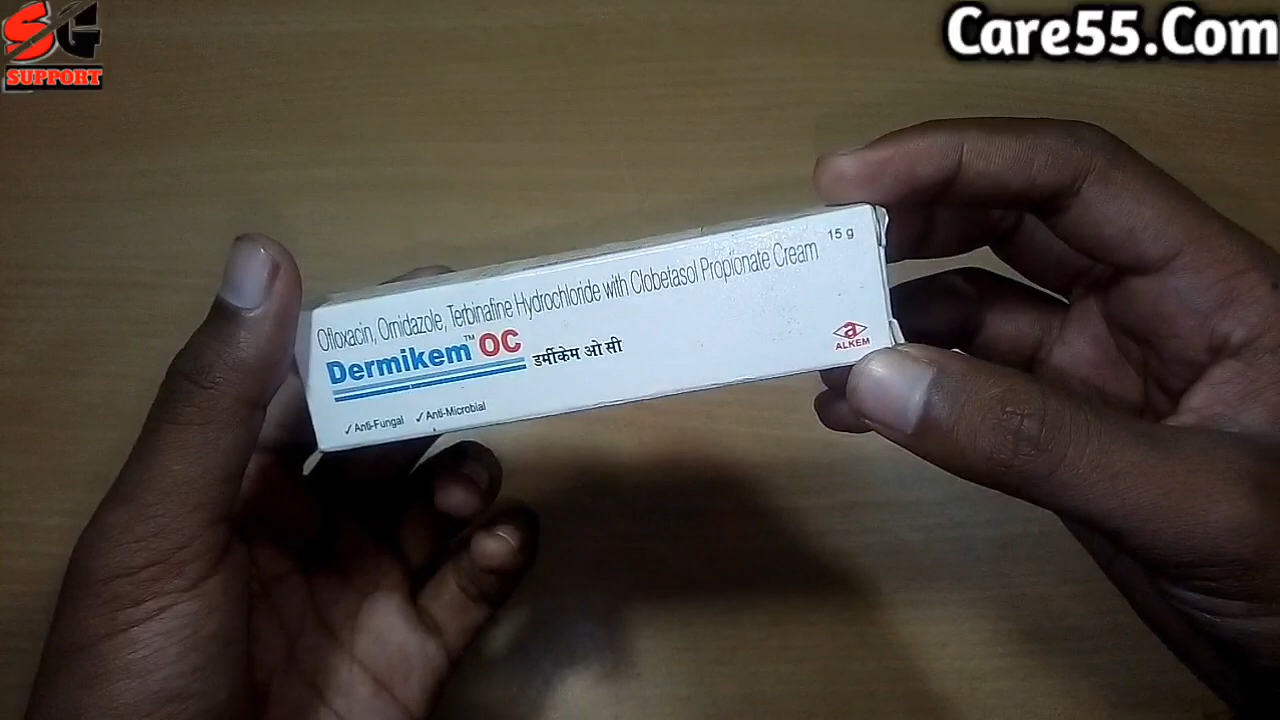 SG
SUPPORT
Care55.Com
Ofloxacin, Ornidazole, Terbinafine Hydrochloride with Clobetasol Propionate Cream
15 g
Dermikem™ OC डर्मीकेम ओ सी
✓Anti-Fungal ✓Anti-Microbial
a
ALKEM